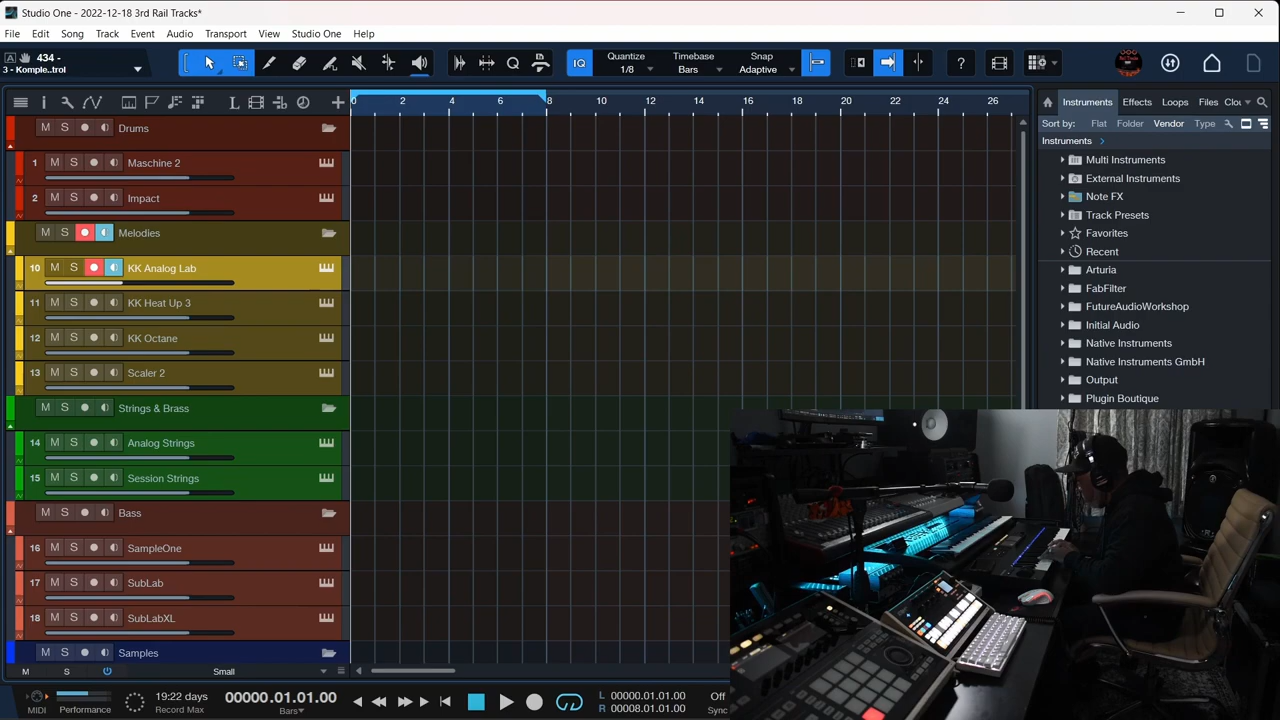 Studio One - 2022-12-18 3rd Rail Tracks*
File Edit Song Track Event Audio Transport View Studio One Help
434 -
3 - Komple..trol
IQ
Quantize
1/8
Timebase
Bars
Snap
Adaptive
?
L
0 2 4 6 8 10 12 14 16 18 20 22 24 26
Instruments Effects Loops Files Clou
Sort by: Flat Folder Vendor Type
Instruments
M S Drums
1 M S Maschine 2
2 M S Impact
M S Melodies
10 M S KK Analog Lab
11 M S KK Heat Up 3
12 M S KK Octane
13 M S Scaler 2
M S Strings & Brass
14 M S Analog Strings
15 M S Session Strings
M S Bass
16 M S SampleOne
17 M S SubLab
18 M S SubLabXL
M S Samples
M S Small
Multi Instruments
External Instruments
Note FX
Track Presets
Favorites
Recent
Arturia
FabFilter
FutureAudioWorkshop
Initial Audio
Native Instruments
Native Instruments GmbH
Output
Plugin Boutique
MIDI
Performance
19:22 days
Record Max
00000.01.01.00
Bars
L 00000.01.01.00
R 00008.01.01.00
Off
Sync